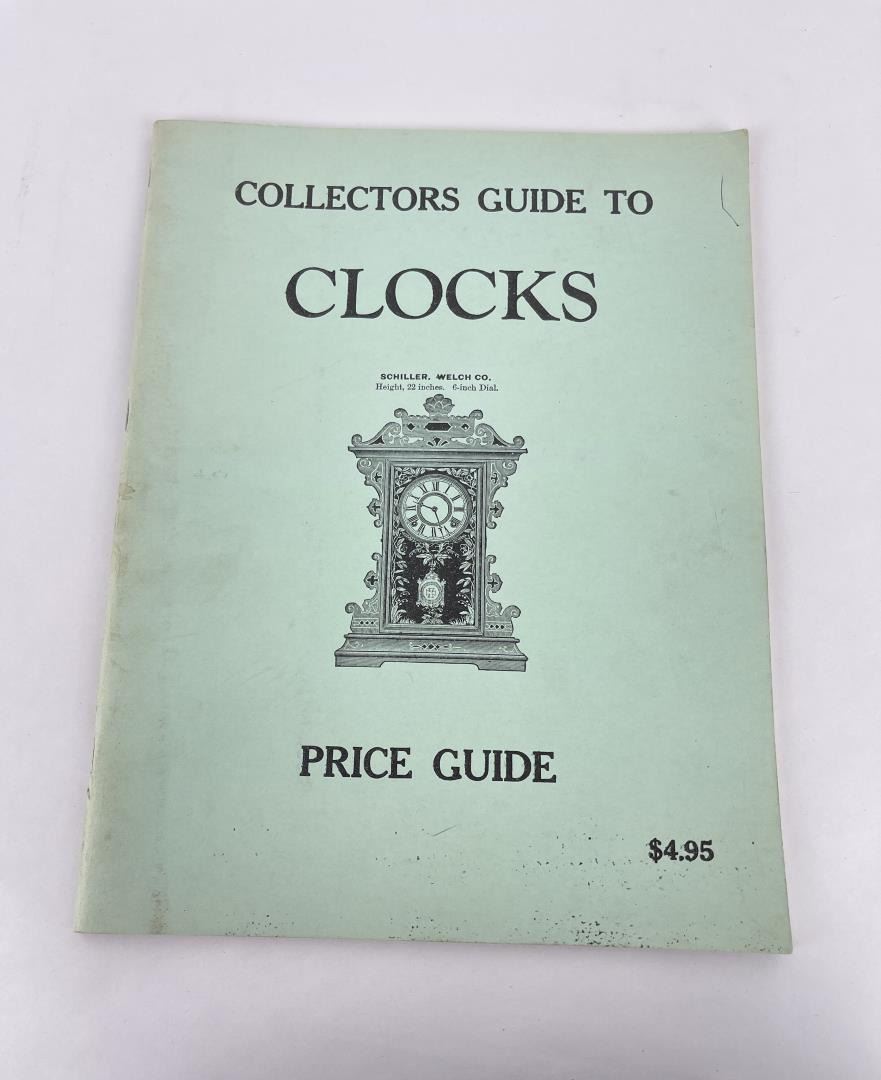 COLLECTORS GUIDE TO
CLOCKS
SCHILLER. WELCH CO.
Height, 22 inches. 6-inch Dial.
PRICE GUIDE
$4.95